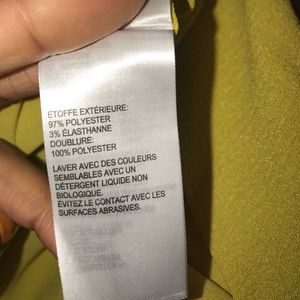 ÉTOFFE EXTÉRIEURE:
97% POLYESTER
3% ÉLASTHANNE
DOUBLURE:
100% POLYESTER
LAVER AVEC DES COULEURS
SEMBLABLES AVEC UN
DÉTERGENT LIQUIDE NON
BIOLOGIQUE.
ÉVITEZ LE CONTACT AVEC LES
SURFACES ABRASIVES.